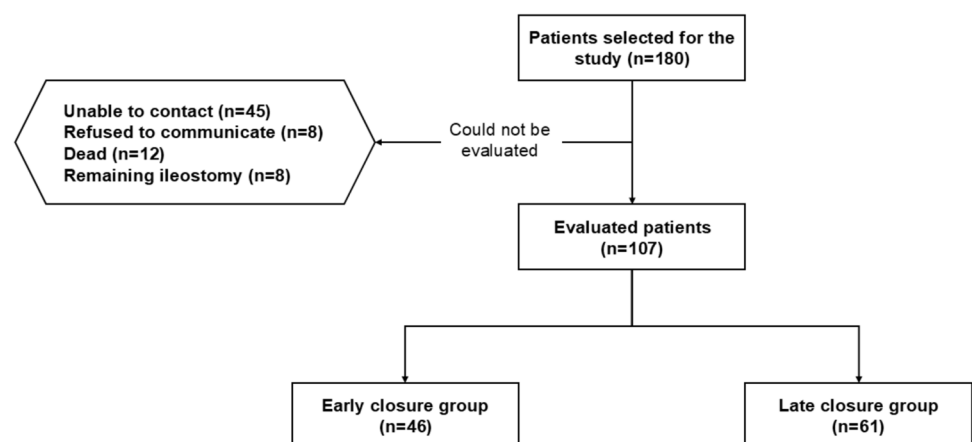 Patients selected for the
study (n=180)
Unable to contact (n=45)
Refused to communicate (n=8)
Dead (n=12)
Remaining ileostomy (n=8)
Could not be
evaluated
Evaluated patients
(n=107)
Early closure group
(n=46)
Late closure group
(n=61)